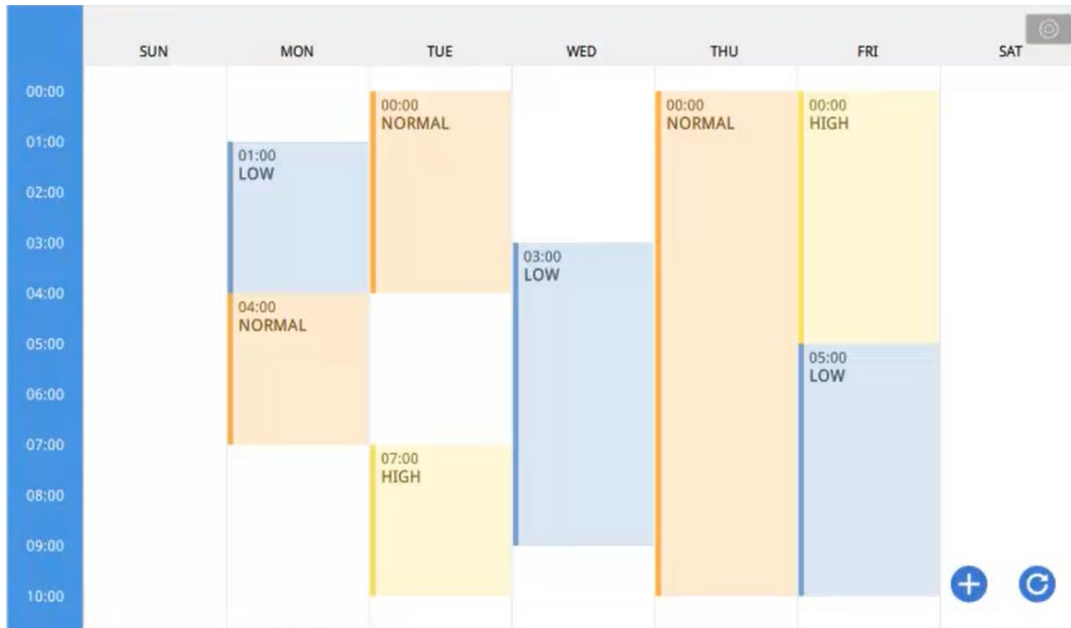 SUN MON TUE WED THU FRI SAT
00:00
01:00
02:00
03:00
04:00
05:00
06:00
07:00
08:00
09:00
10:00
01:00
LOW
04:00
NORMAL
00:00
NORMAL
07:00
HIGH
03:00
LOW
00:00
NORMAL
00:00
HIGH
05:00
LOW